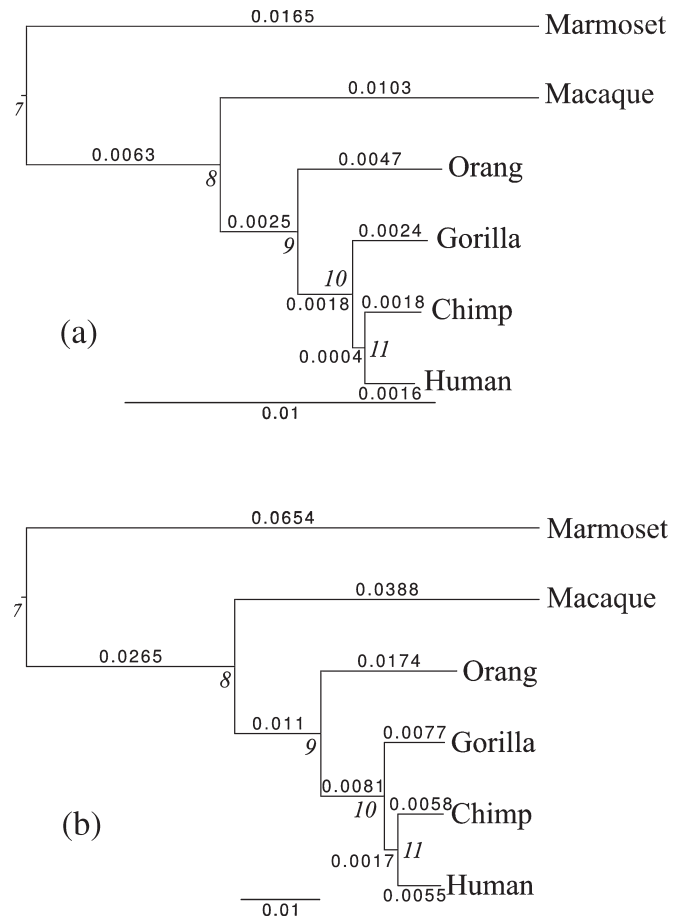 0.0165
Marmoset
7
0.0103
Macaque
0.0063
8
0.0047
Orang
0.0025
9
0.0024
Gorilla
10
0.0018
0.0018
Chimp
(a)
0.0004
11
Human
0.0016
0.01
0.0654
Marmoset
7
0.0388
Macaque
0.0265
8
0.0174
Orang
0.011
9
0.0077
Gorilla
0.0081
10
0.0058
Chimp
(b)
0.0017
11
0.0055
Human
0.01